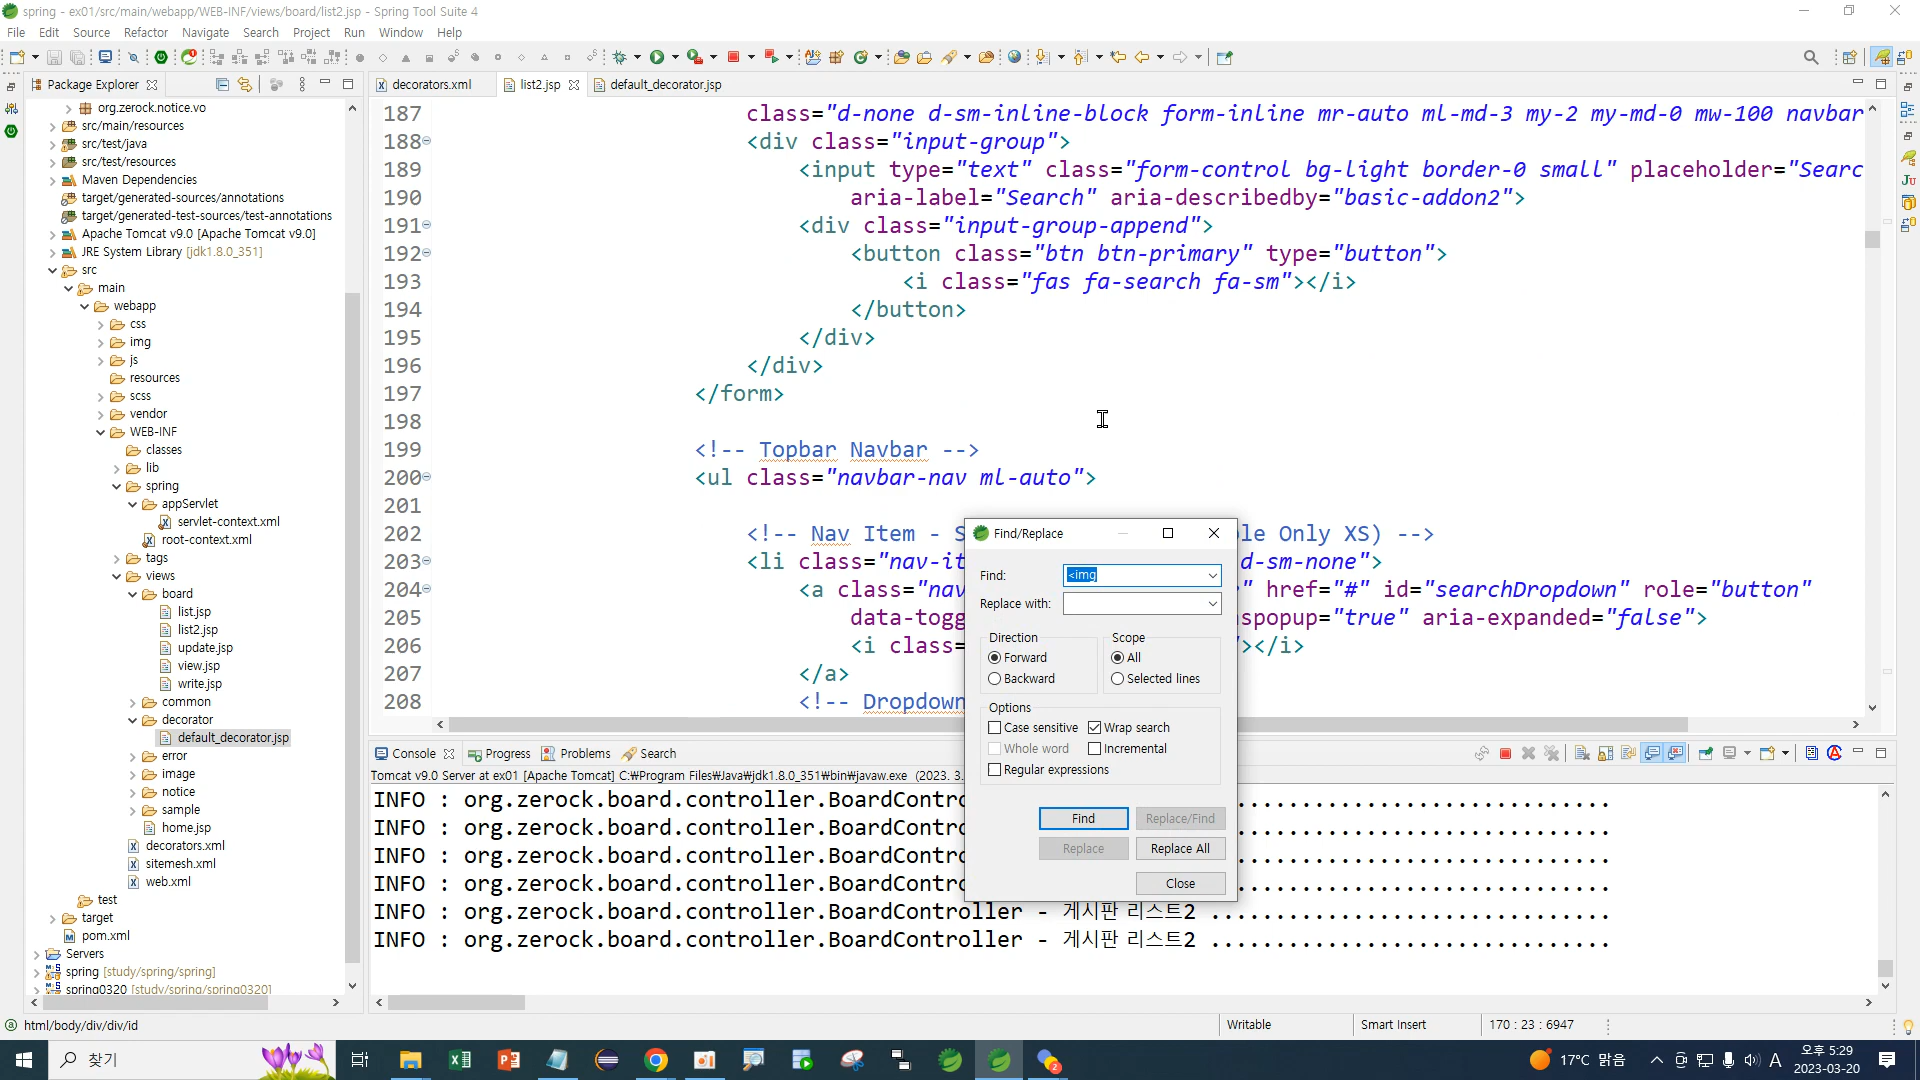 spring - ex01/src/main/webapp/WEB-INF/views/board/list2.jsp - Spring Tool Suite 4
File Edit Source Refactor Navigate Search Project Run Window Help
Package Explorer
org.zerock.notice.vo
src/main/resources
src/test/java
src/test/resources
Maven Dependencies
target/generated-sources/annotations
target/generated-test-sources/test-annotations
Apache Tomcat v9.0 [Apache Tomcat v9.0]
JRE System Library [jdk1.8.0_351]
src
main
webapp
css
img
js
resources
scss
vendor
WEB-INF
classes
lib
spring
appServlet
servlet-context.xml
root-context.xml
tags
views
board
list.jsp
list2.jsp
update.jsp
view.jsp
write.jsp
common
decorator
default_decorator.jsp
error
image
notice
sample
home.jsp
decorators.xml
sitemesh.xml
web.xml
test
target
pom.xml
Servers
spring [study/spring/spring]
spring0320 [study/spring/spring0320]
decorators.xml list2.jsp default_decorator.jsp
187 class="d-none d-sm-inline-block form-inline mr-auto ml-md-3 my-2 my-md-0 mw-100 navbar
188 <div class="input-group">
189 <input type="text" class="form-control bg-light border-0 small" placeholder="Searc
190 aria-label="Search" aria-describedby="basic-addon2">
191 <div class="input-group-append">
192 <button class="btn btn-primary" type="button">
193 <i class="fas fa-search fa-sm"></i>
194 </button>
195 </div>
196 </div>
197 </form>
198
199 <!-- Topbar Navbar -->
200 <ul class="navbar-nav ml-auto">
201
202 <!-- Nav Item - S le Only XS) -->
203 <li class="nav-it d-sm-none">
204 <a class="nav " href="#" id="searchDropdown" role="button"
205 data-togg spopup="true" aria-expanded="false">
206 <i class= "></i>
207 </a>
208 <!-- Dropdown
Find/Replace
Find: <img
Replace with:
Direction Scope
Forward All
Backward Selected lines
Options
Case sensitive Wrap search
Whole word Incremental
Regular expressions
Find Replace/Find
Replace Replace All
Close
Console Progress Problems Search
Tomcat v9.0 Server at ex01 [Apache Tomcat] C:₩Program Files₩Java₩jdk1.8.0_351₩bin₩javaw.exe (2023. 3.
INFO : org.zerock.board.controller.BoardContro ...............................
INFO : org.zerock.board.controller.BoardContro ...............................
INFO : org.zerock.board.controller.BoardContro ...............................
INFO : org.zerock.board.controller.BoardContro ...............................
INFO : org.zerock.board.controller.BoardController - 게시판 리스트2 .................................
INFO : org.zerock.board.controller.BoardController - 게시판 리스트2 .................................
html/body/div/div/id
Writable Smart Insert 170 : 23 : 6947
찾기
17°C 맑음
A
오후 5:29
2023-03-20